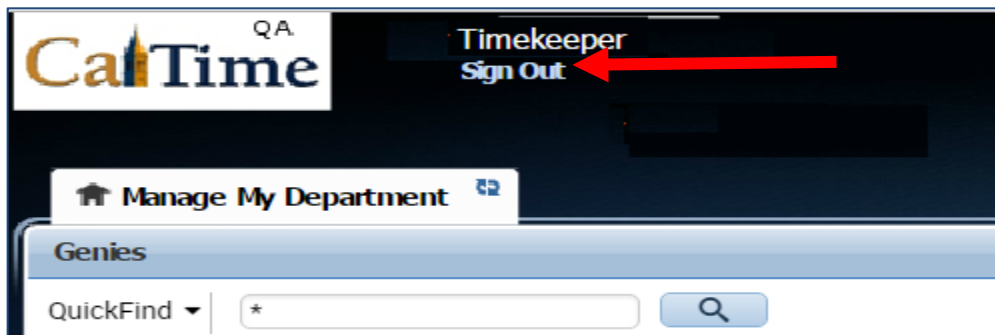 QA
CalTime
Timekeeper
Sign Out
Manage My Department
Genies
QuickFind
*